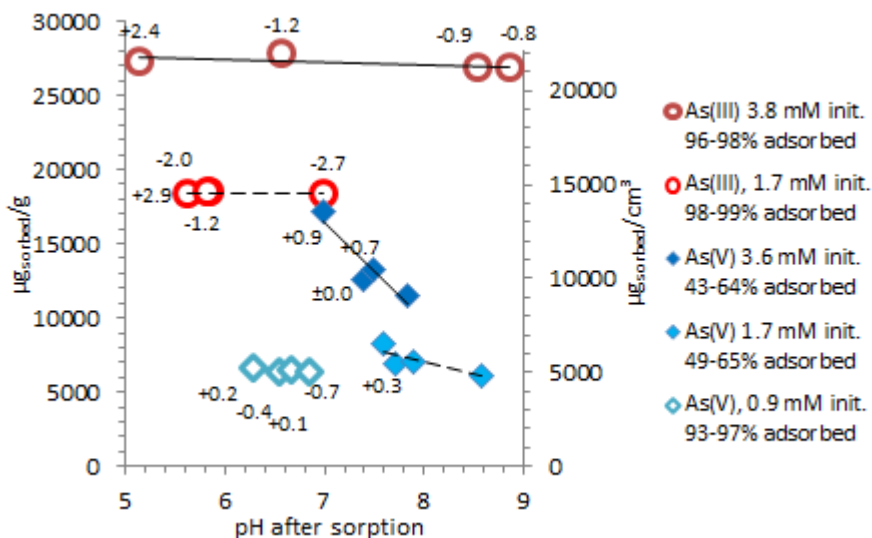 30000
25000
20000
15000
10000
5000
0
µgsorbed/g
+2.4
-1.2
-0.9
-0.8
-2.0
+2.9
-1.2
-2.7
+0.9
+0.7
±0.0
+0.3
+0.2
-0.4
+0.1
-0.7
20000
15000
10000
5000
0
µgsorbed/cm³
5 6 7 8 9
pH after sorption
As(III) 3.8 mM init.
96-98% adsorbed
As(III), 1.7 mM init.
98-99% adsorbed
As(V) 3.6 mM init.
43-64% adsorbed
As(V) 1.7 mM init.
49-65% adsorbed
As(V), 0.9 mM init.
93-97% adsorbed